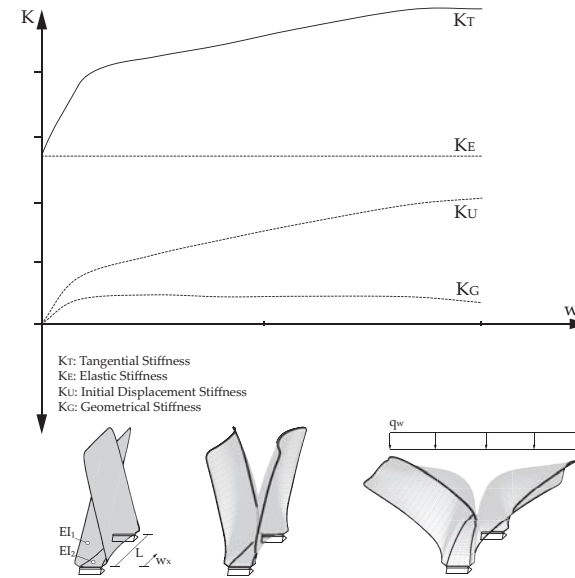 K
KT
KE
KU
KG
w
KT: Tangential Stiffness
KE: Elastic Stiffness
KU: Initial Displacement Stiffness
KG: Geometrical Stiffness
qw
EI1
EI2
L
wx